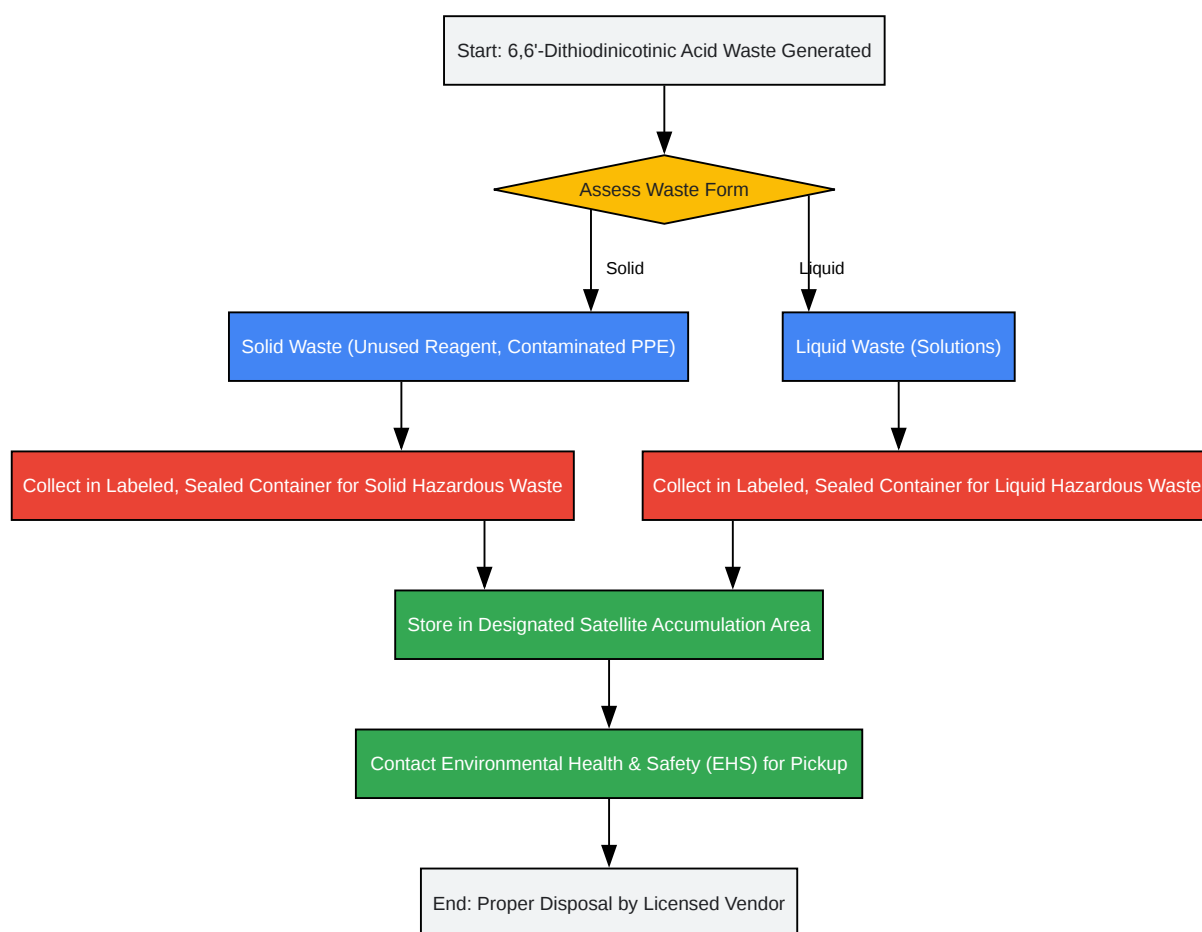 Start: 6,6'-Dithiodinicotinic Acid Waste Generated
Assess Waste Form
Solid
Liquid
Solid Waste (Unused Reagent, Contaminated PPE)
Liquid Waste (Solutions)
Collect in Labeled, Sealed Container for Solid Hazardous Waste
Collect in Labeled, Sealed Container for Liquid Hazardous Waste
Store in Designated Satellite Accumulation Area
Contact Environmental Health & Safety (EHS) for Pickup
End: Proper Disposal by Licensed Vendor